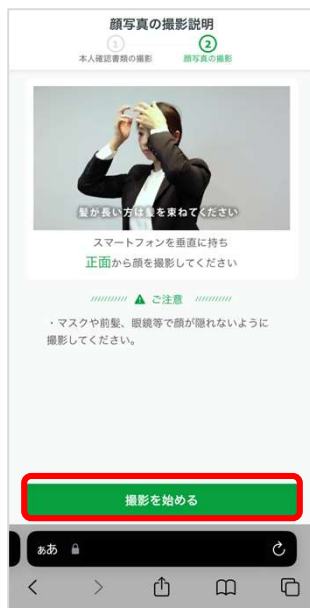 顔写真の撮影説明
1
2
本人確認書類の撮影
顔写真の撮影
髪が長い方は髪を束ねてください
スマートフォンを垂直に持ち
正面から顔を撮影してください
ご注意
・マスクや前髪、眼鏡等で顔が隠れないように
撮影してください。
撮影を始める
ああ